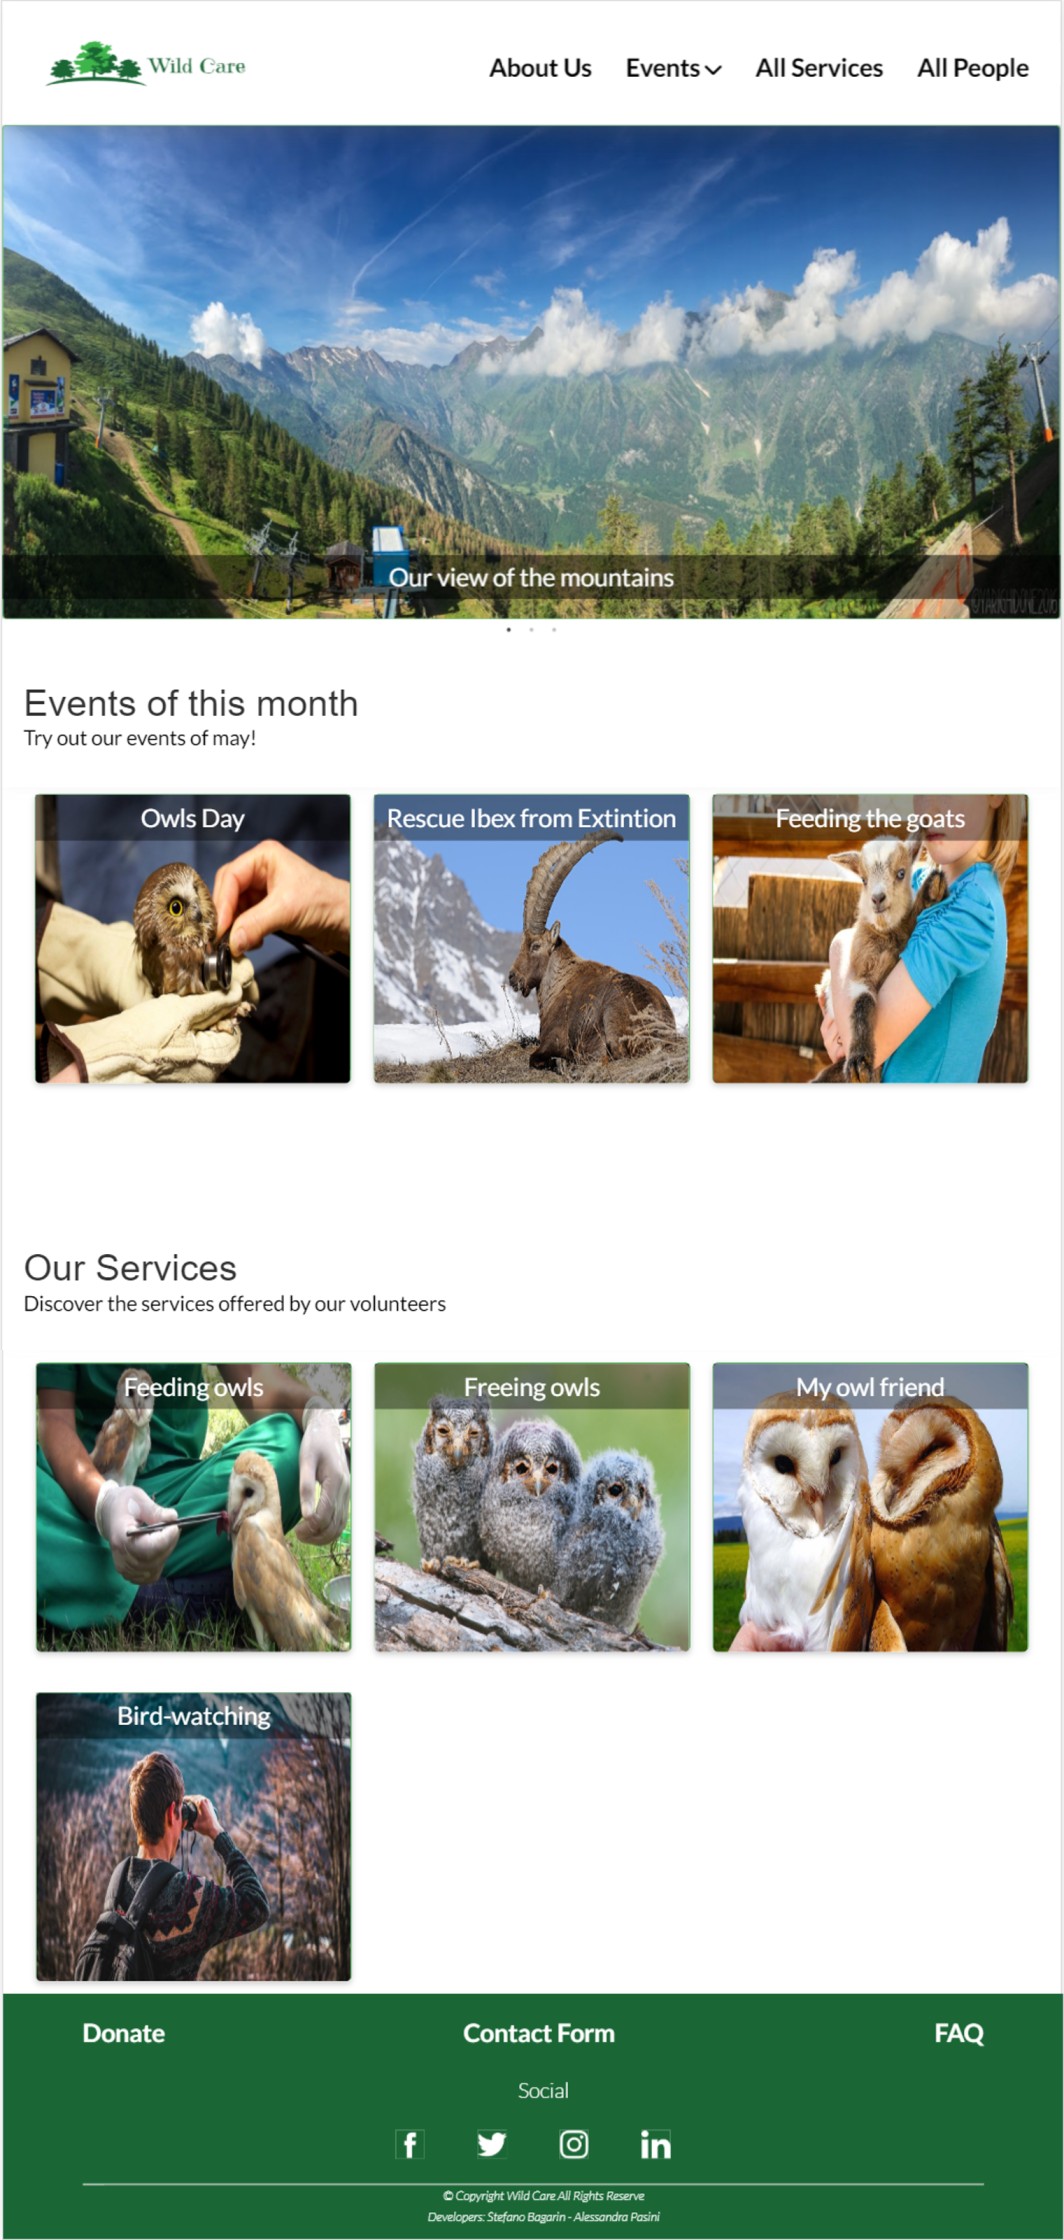 Wild Care
About Us
Events
All Services
All People
Our view of the mountains
Events of this month
Try out our events of may!
Owls Day
Rescue Ibex from Extintion
Feeding the goats
Our Services
Discover the services offered by our volunteers
Feeding owls
Freeing owls
My owl friend
Bird-watching
Donate
Contact Form
FAQ
Social
© Copyright Wild Care All Rights Reserve
Developers: Stefano Bagarin - Alessandra Pasini